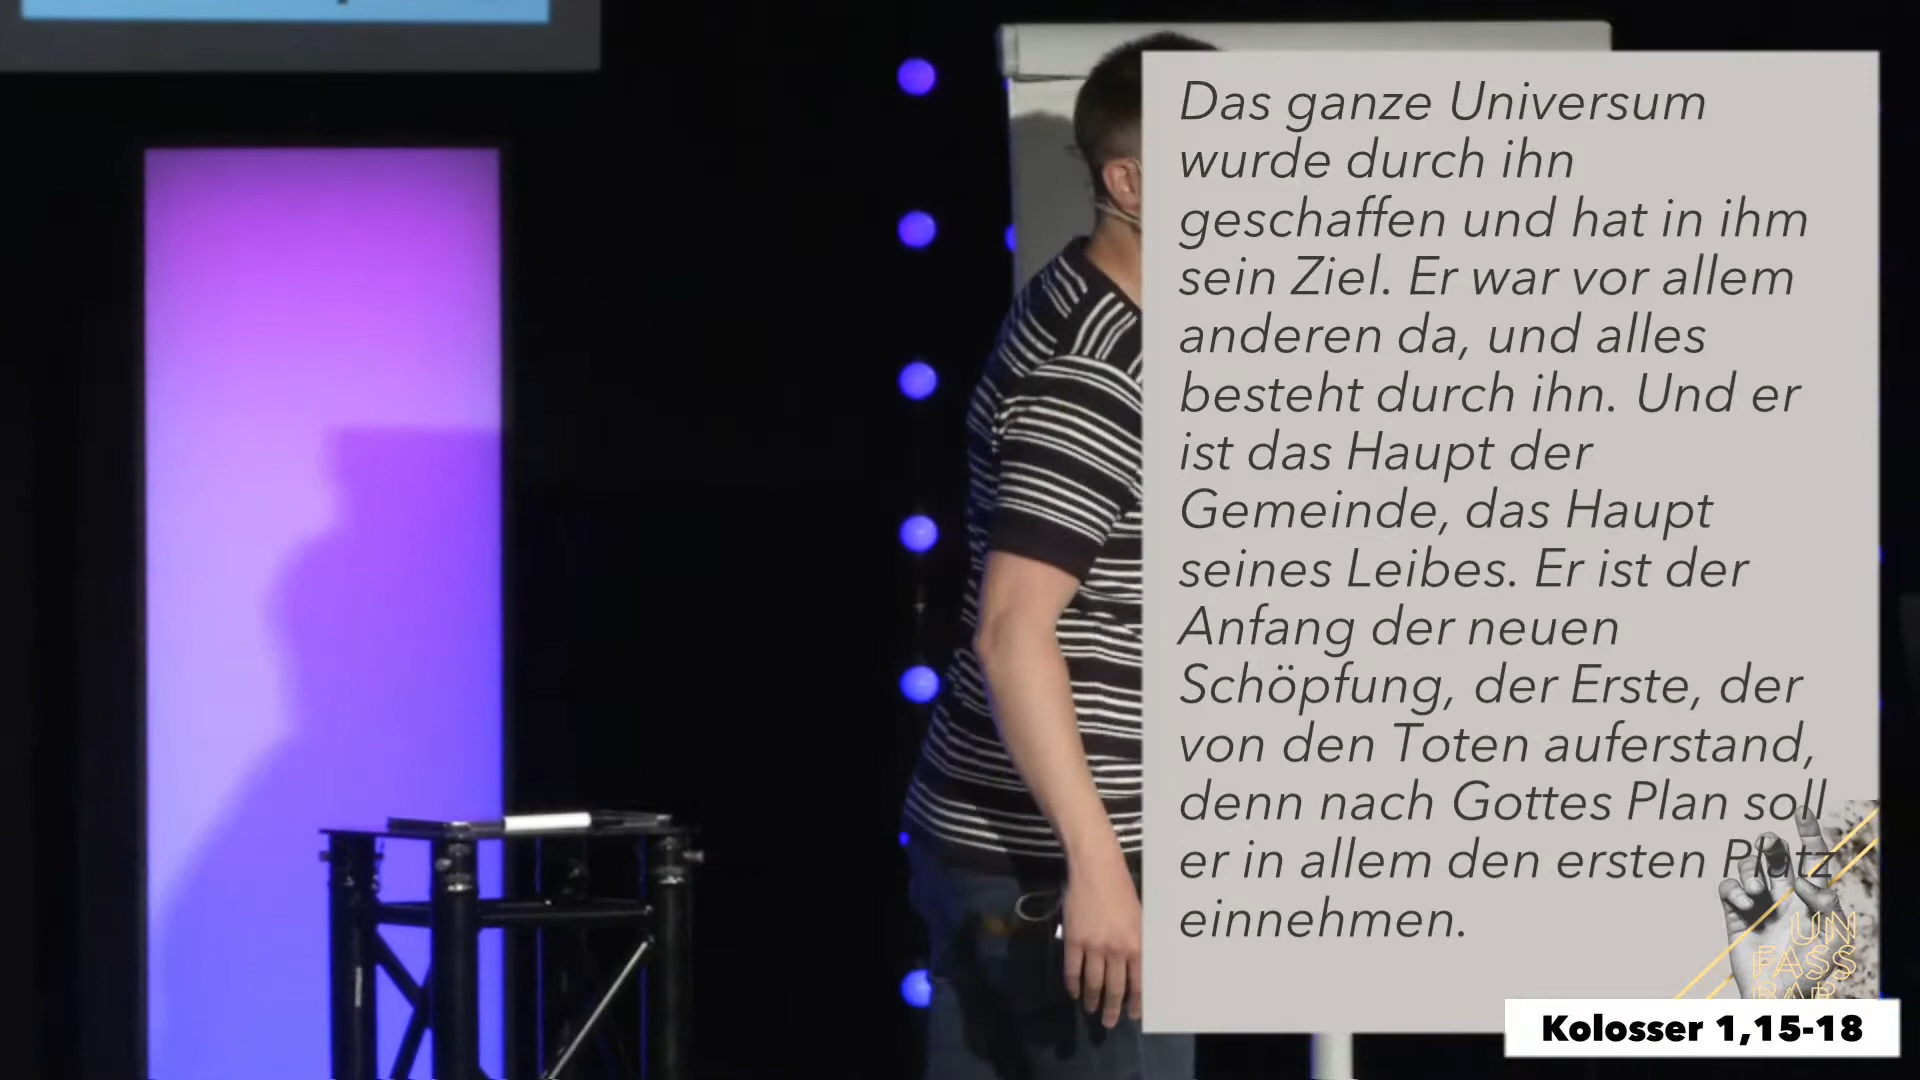 Das ganze Universum
wurde durch ihn
geschaffen und hat in ihm
sein Ziel. Er war vor allem
anderen da, und alles
besteht durch ihn. Und er
ist das Haupt der
Gemeinde, das Haupt
seines Leibes. Er ist der
Anfang der neuen
Schöpfung, der Erste, der
von den Toten auferstand,
denn nach Gottes Plan soll
er in allem den ersten Platz
einnehmen.
UN
FASS
BAR
Kolosser 1,15-18